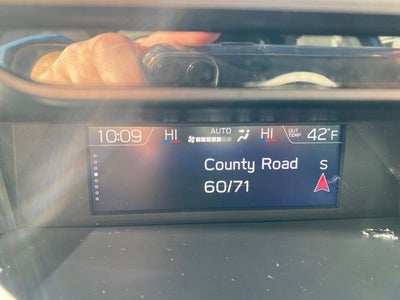 10:09 HI AUTO HI OUT TEMP 42°F
County Road S
60/71